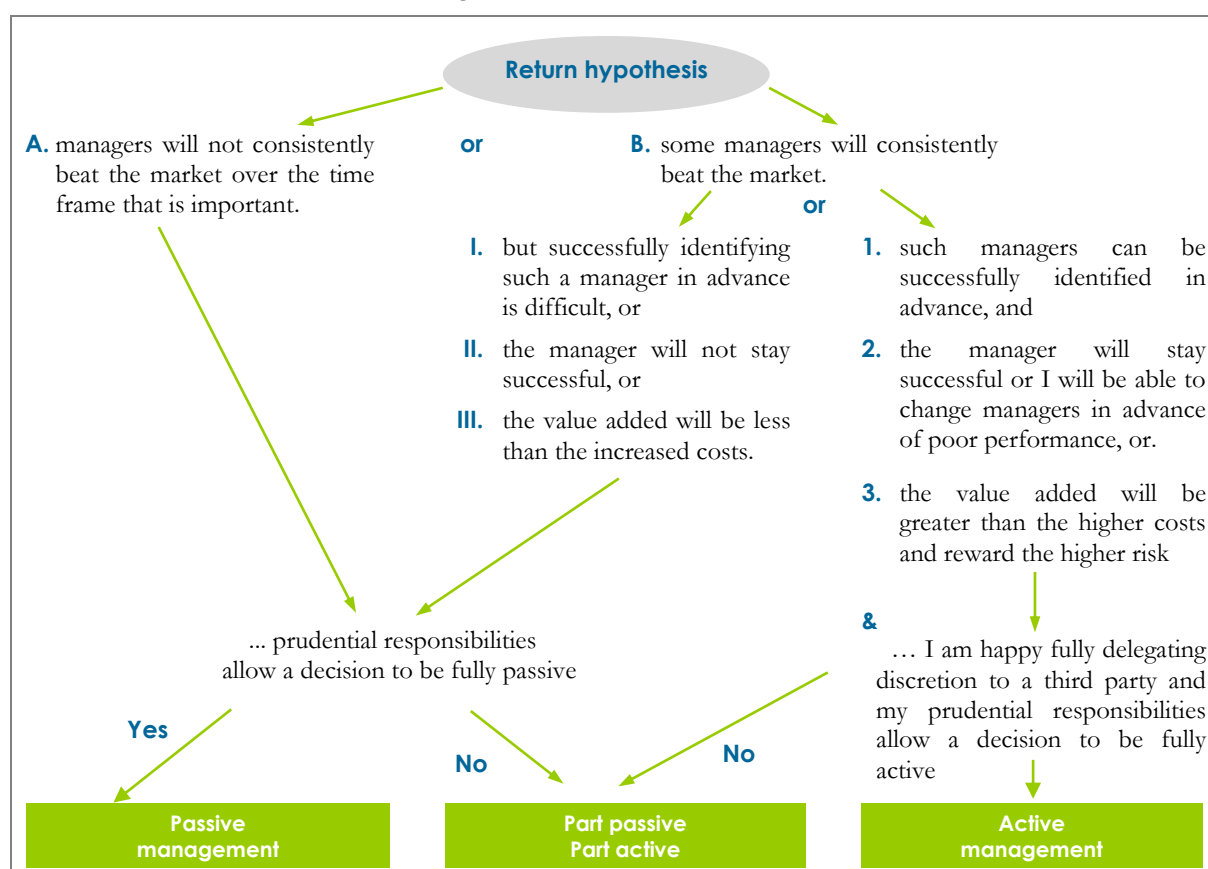 Return hypothesis
A. managers will not consistently
beat the market over the time
frame that is important.
or
B. some managers will consistently
beat the market.
or
I. but successfully identifying
such a manager in advance
is difficult, or
II. the manager will not stay
successful, or
III. the value added will be less
than the increased costs.
1. such managers can be
successfully identified in
advance, and
2. the manager will stay
successful or I will be able to
change managers in advance
of poor performance, or.
3. the value added will be
greater than the higher costs
and reward the higher risk
... prudential responsibilities
allow a decision to be fully passive
&
… I am happy fully delegating
discretion to a third party and
my prudential responsibilities
allow a decision to be fully
active
Yes
No
No
Passive
management
Part passive
Part active
Active
management